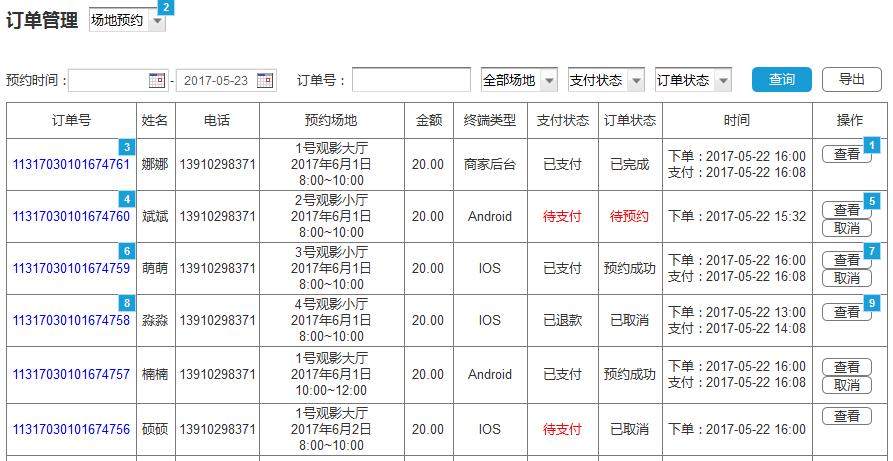 订单管理 场地预约 2
预约时间： - 2017-05-23 订单号： 全部场地 支付状态 订单状态 查询 导出
订单号 姓名 电话 预约场地 金额 终端类型 支付状态 订单状态 时间 操作
3 1
1号观影大厅
11317030101674761 娜娜 13910298371 2017年6月1日 20.00 商家后台 已支付 已完成 下单：2017-05-22 16:00 查看
8:00~10:00 支付：2017-05-22 16:08
4 5
2号观影小厅
11317030101674760 斌斌 13910298371 2017年6月1日 20.00 Android 待支付 待预约 下单：2017-05-22 15:32 查看
8:00~10:00 取消
6 7
3号观影小厅
11317030101674759 萌萌 13910298371 2017年6月1日 20.00 IOS 已支付 预约成功 下单：2017-05-22 16:00 查看
8:00~10:00 支付：2017-05-22 16:08 取消
8 9
4号观影小厅
11317030101674758 淼淼 13910298371 2017年6月1日 20.00 IOS 已退款 已取消 下单：2017-05-22 13:00 查看
8:00~10:00 支付：2017-05-22 14:08
1号观影大厅
11317030101674757 楠楠 13910298371 2017年6月1日 20.00 Android 已支付 预约成功 下单：2017-05-22 16:00 查看
10:00~12:00 支付：2017-05-22 16:08 取消
1号观影大厅
11317030101674756 硕硕 13910298371 2017年6月2日 20.00 IOS 待支付 已取消 下单：2017-05-22 16:00 查看
8:00~10:00